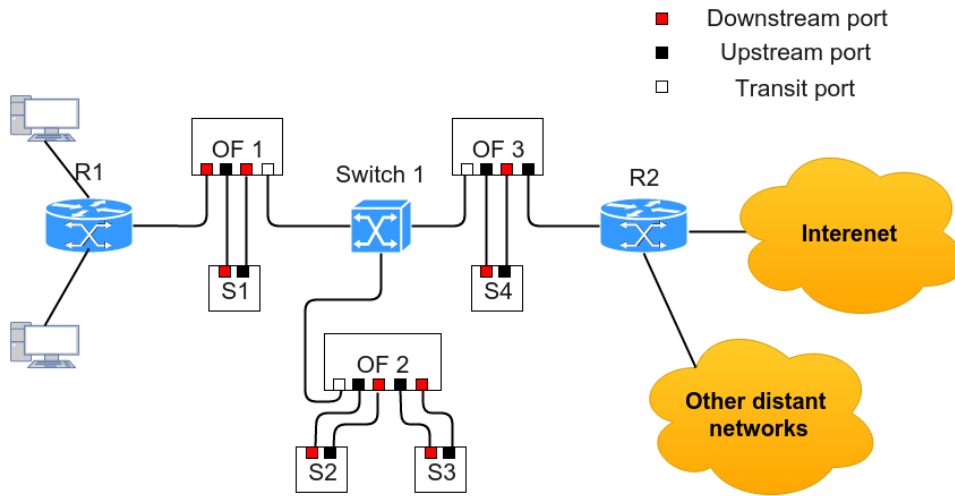 Downstream port
Upstream port
Transit port
OF 1
OF 3
R1
Switch 1
R2
Interenet
S1
S4
OF 2
Other distant
networks
S2
S3